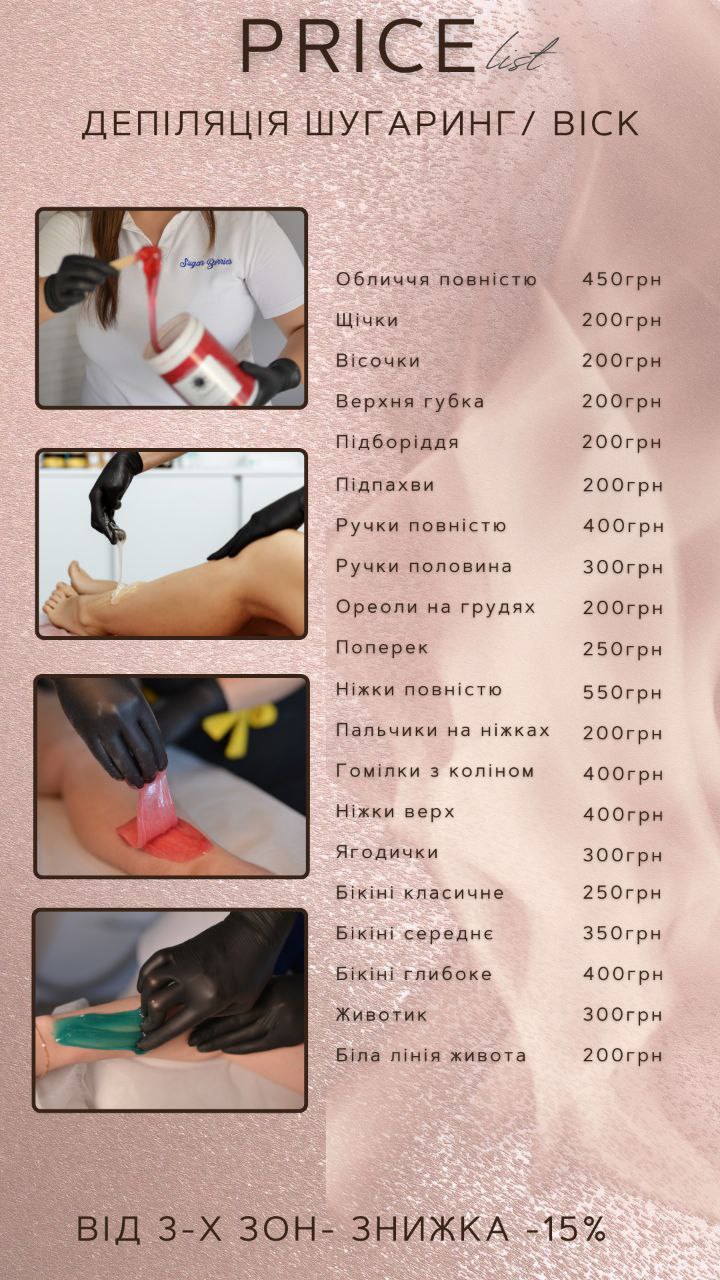 PRICE list
ДЕПІЛЯЦІЯ ШУГАРИНГ/ ВІСК
Sugar Berries
Обличчя повністю 450грн
Щічки 200грн
Вісочки 200грн
Верхня губка 200грн
Підборіддя 200грн
Підпахви 200грн
Ручки повністю 400грн
Ручки половина 300грн
Ореоли на грудях 200грн
Поперек 250грн
Ніжки повністю 550грн
Пальчики на ніжках 200грн
Гомілки з коліном 400грн
Ніжки верх 400грн
Ягодички 300грн
Бікіні класичне 250грн
Бікіні середнє 350грн
Бікіні глибоке 400грн
Животик 300грн
Біла лінія живота 200грн
ВІД 3-Х ЗОН- ЗНИЖКА -15%